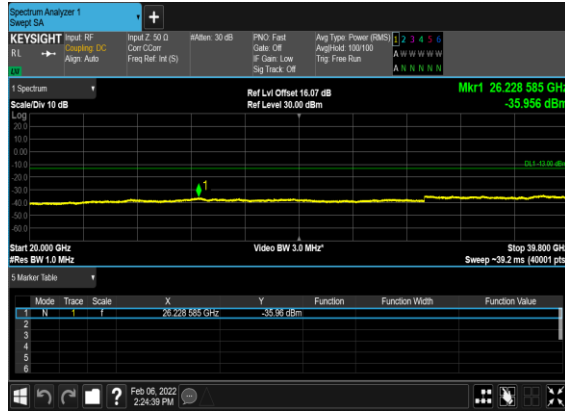 Spectrum Analyzer 1
Swept SA
KEYSIGHT Input: RF Input Z: 50 Ω #Atten: 30 dB PNO: Fast Avg Type: Power (RMS) 1 2 3 4 5 6
RL Coupling: DC Corr CCorr Gate: Off Avg|Hold: 100/100 A W W W W W
Align: Auto Freq Ref: Int (S) IF Gain: Low Trig: Free Run
Sig Track: Off A N N N N N
1 Spectrum Ref Lvl Offset 16.07 dB Mkr1 26.228 585 GHz
Scale/Div 10 dB Ref Level 30.00 dBm -35.956 dBm
Log
20.0
10.0
0.00
-10.0 DL1 -13.00 dBm
-20.0
-30.0 1
-40.0
-50.0
-60.0
Start 20.000 GHz Video BW 3.0 MHz* Stop 39.800 GHz
#Res BW 1.0 MHz Sweep ~39.2 ms (40001 pts)
5 Marker Table
Mode Trace Scale X Y Function Function Width Function Value
1 N 1 f 26.228 585 GHz -35.96 dBm
2
3
4
5
6
Feb 06, 2022
2:24:39 PM